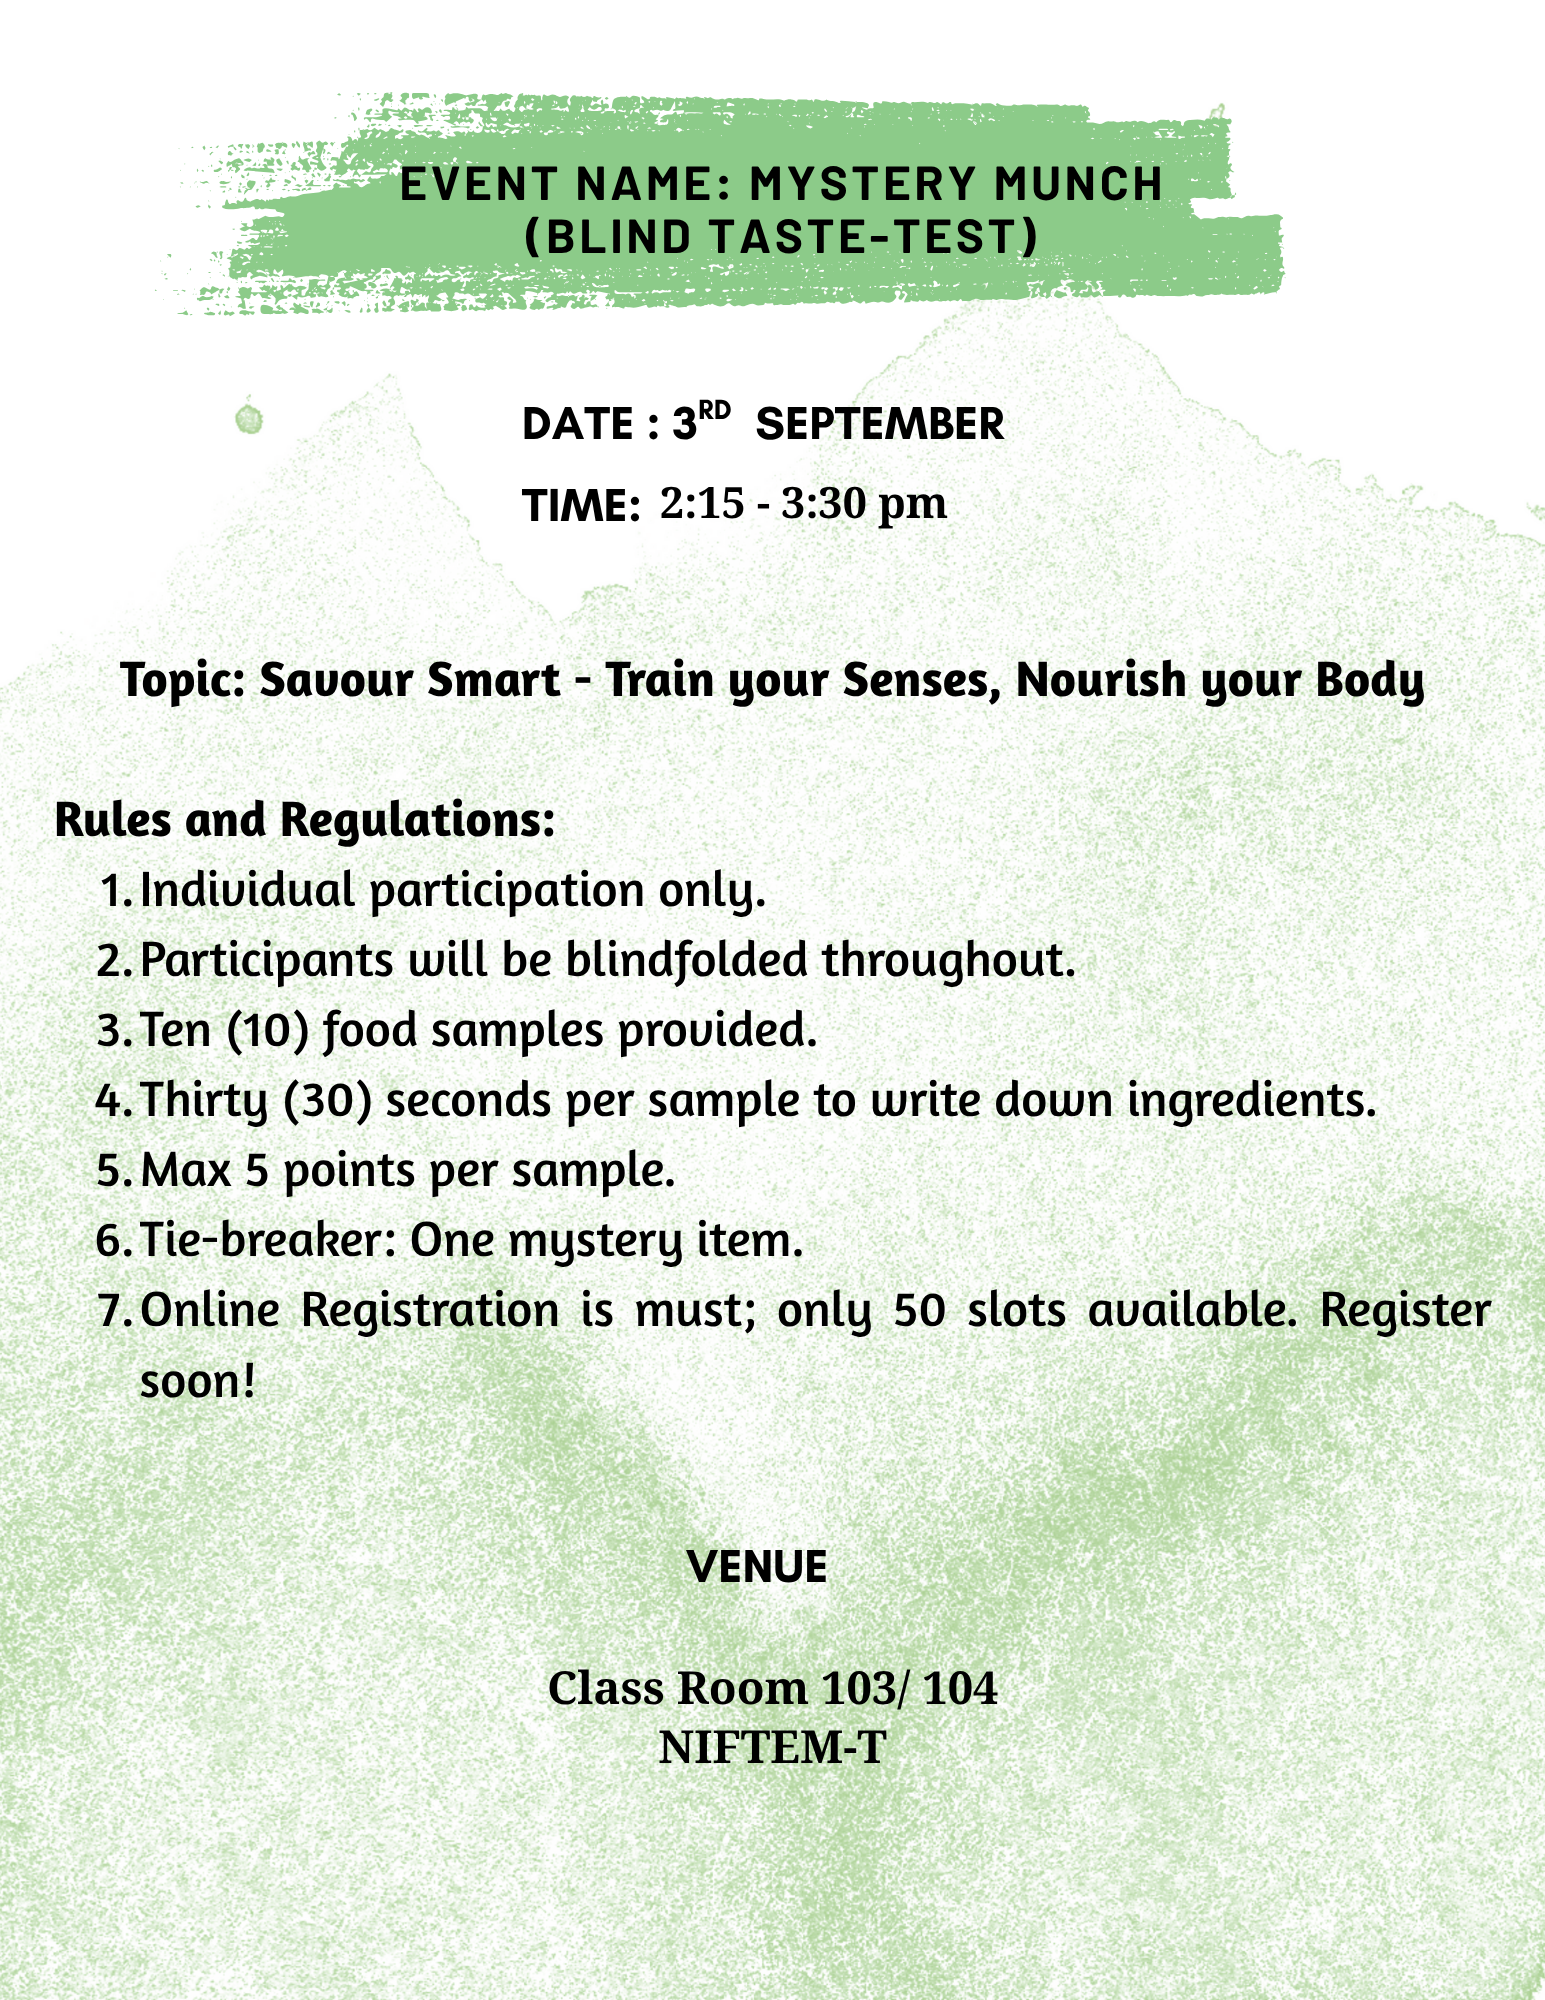 EVENT NAME: MYSTERY MUNCH
(BLIND TASTE-TEST)
DATE : 3RD SEPTEMBER
TIME: 2:15 - 3:30 pm
Topic: Savour Smart - Train your Senses, Nourish your Body
Rules and Regulations:
1. Individual participation only.
2. Participants will be blindfolded throughout.
3. Ten (10) food samples provided.
4. Thirty (30) seconds per sample to write down ingredients.
5. Max 5 points per sample.
6. Tie-breaker: One mystery item.
7. Online Registration is must; only 50 slots available. Register
soon!
VENUE
Class Room 103/ 104
NIFTEM-T